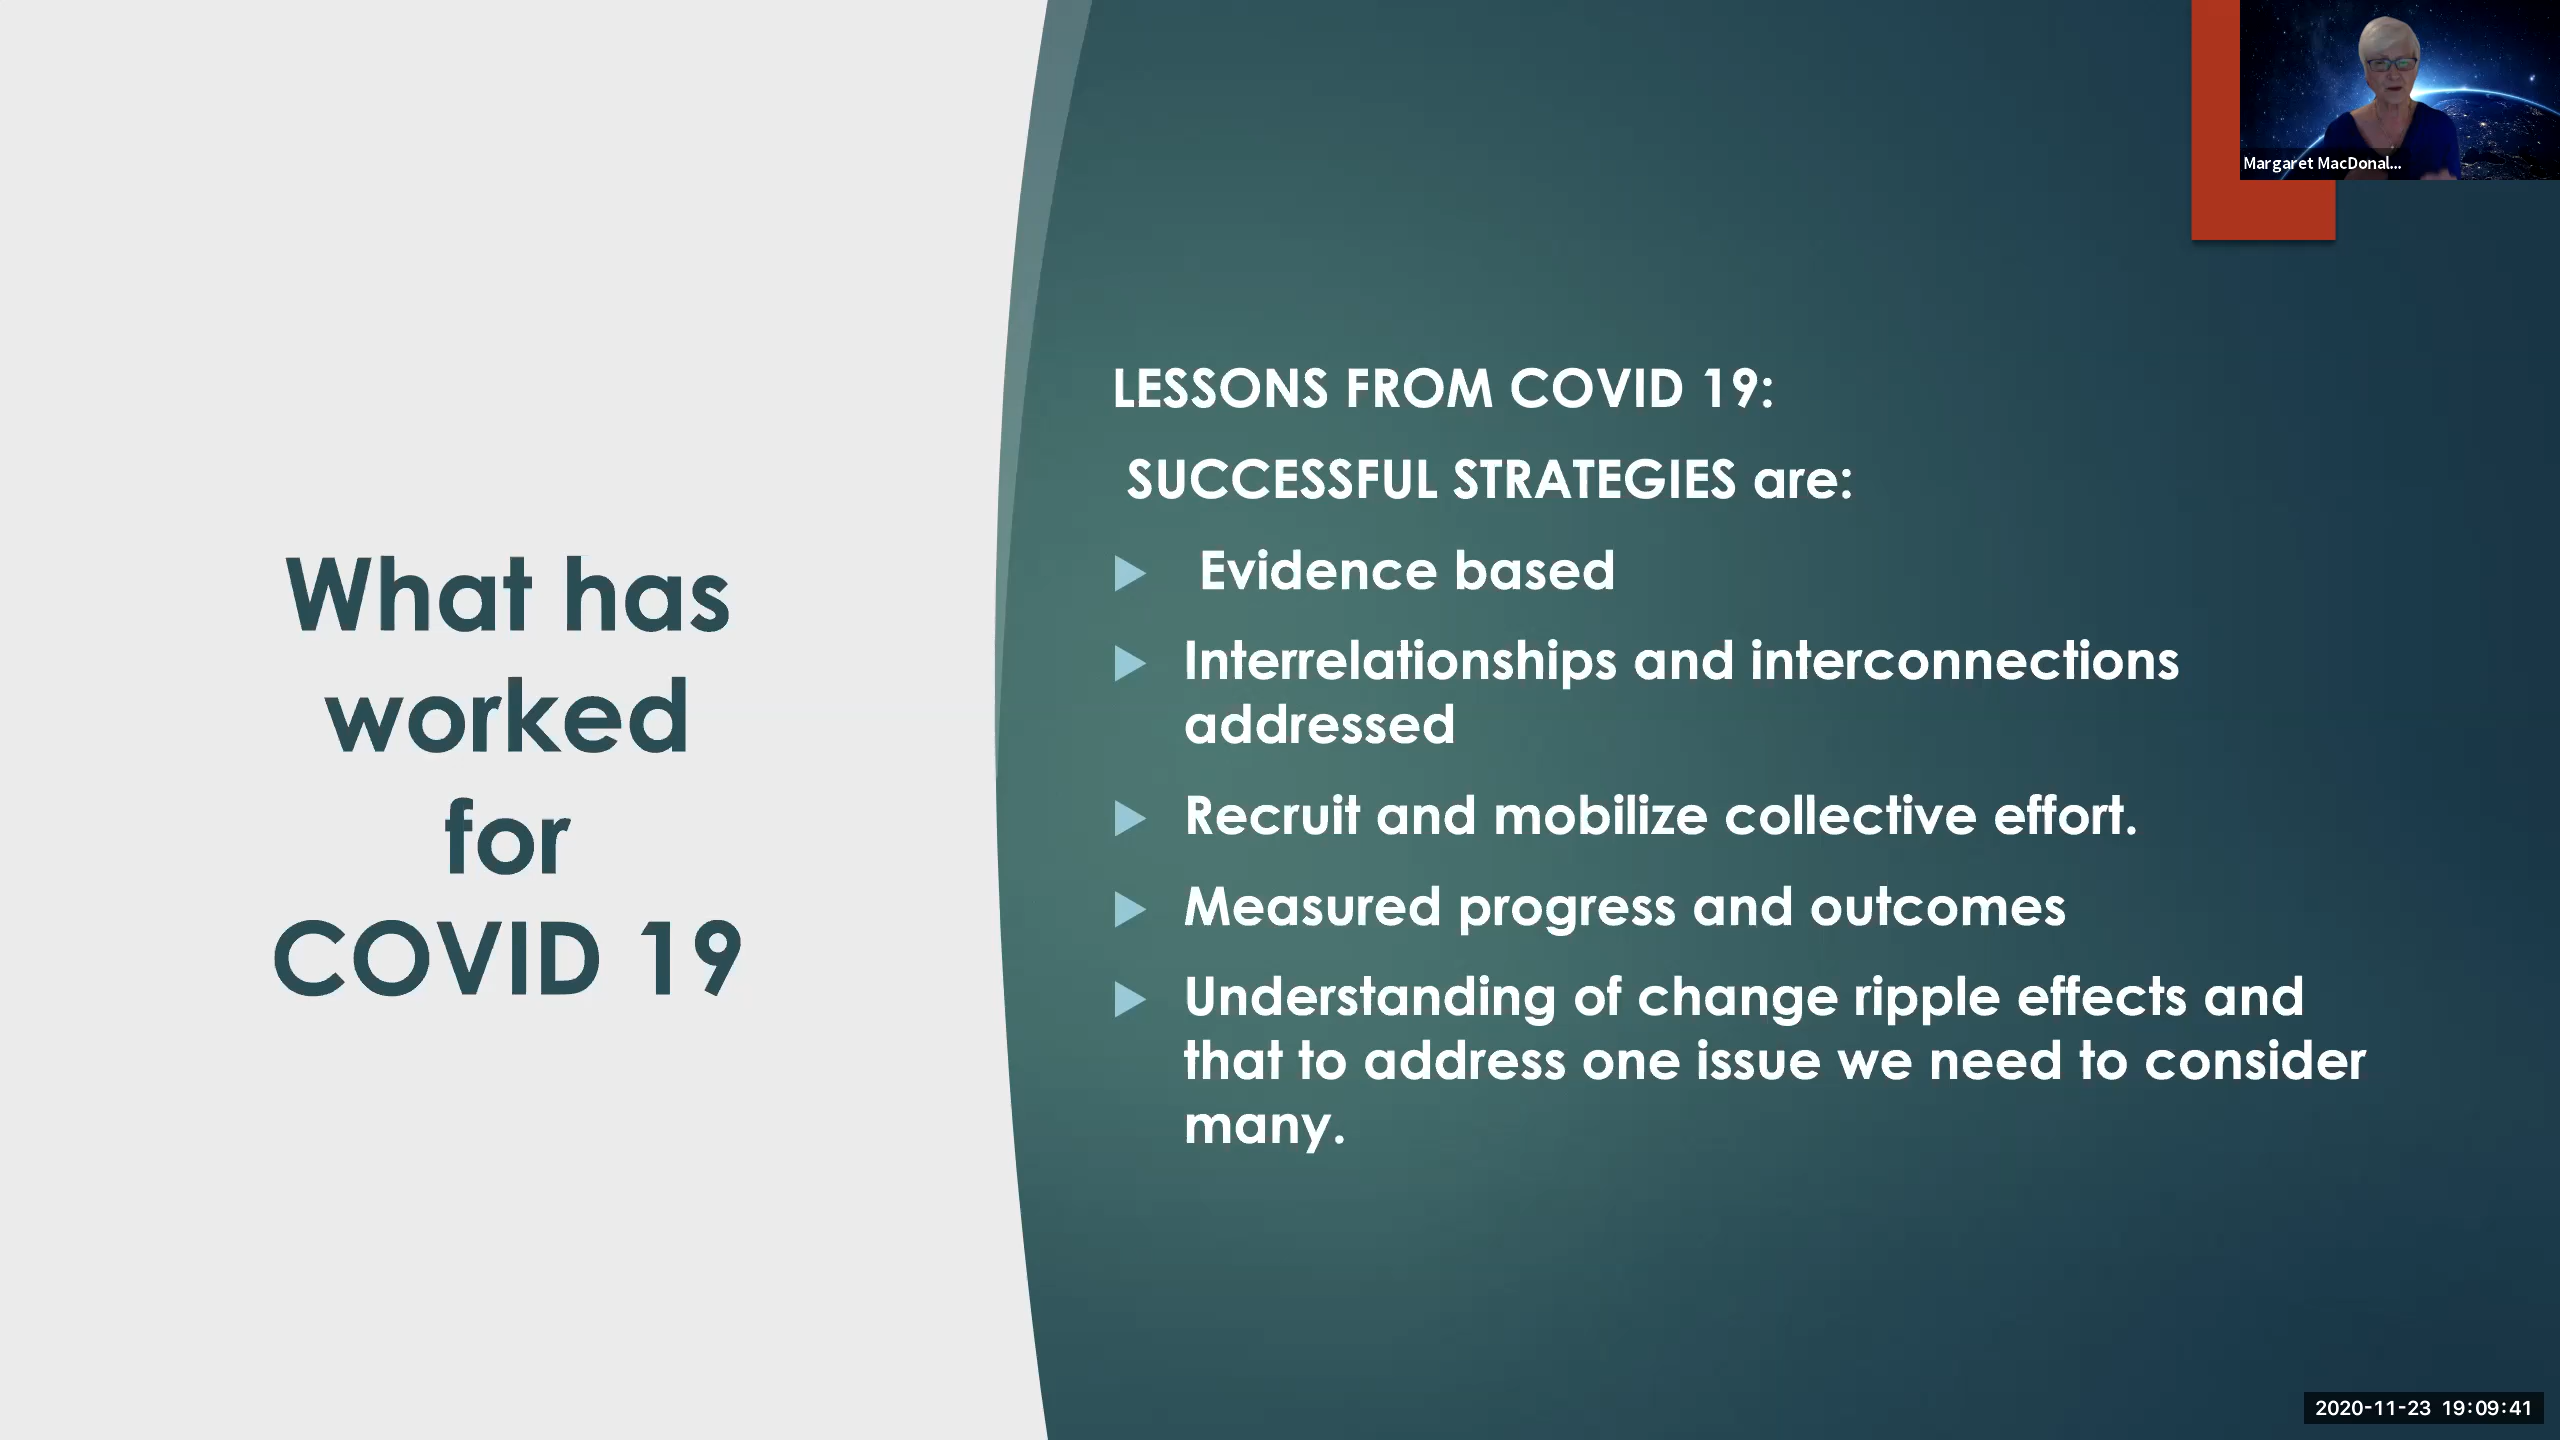 What has
worked
for
COVID 19
LESSONS FROM COVID 19:
SUCCESSFUL STRATEGIES are:
Evidence based
Interrelationships and interconnections
addressed
Recruit and mobilize collective effort.
Measured progress and outcomes
Understanding of change ripple effects and
that to address one issue we need to consider
many.
Margaret MacDonal...
2020-11-23 19:09:41